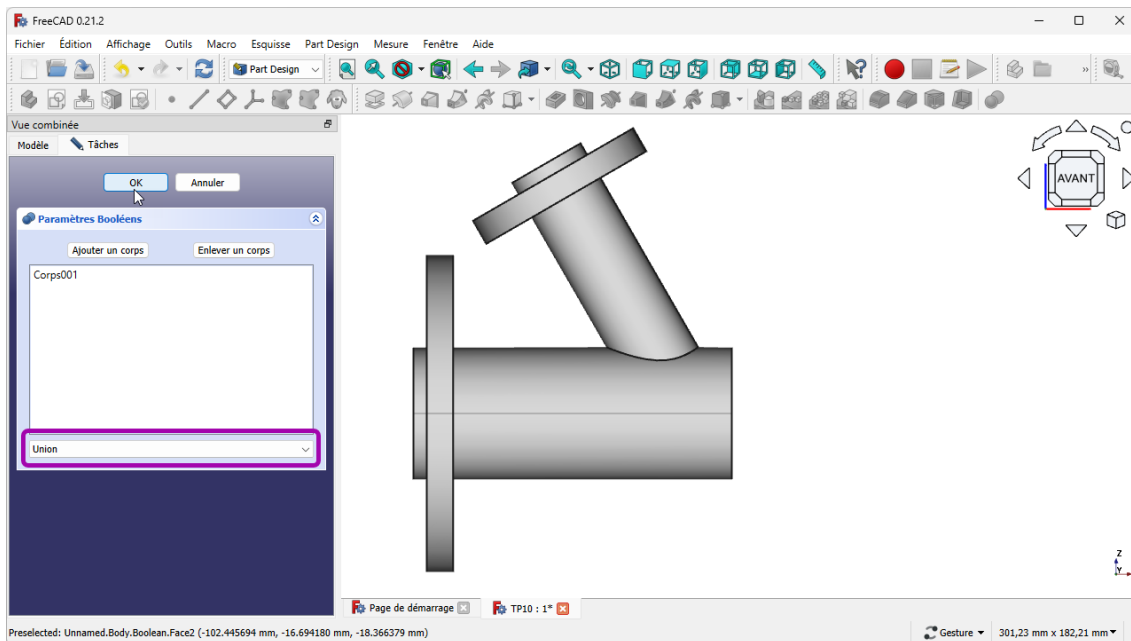 FreeCAD 0.21.2
Fichier Édition Affichage Outils Macro Esquisse Part Design Mesure Fenêtre Aide
Part Design
»
Vue combinée
Modèle Tâches
OK Annuler
Paramètres Booléens
Ajouter un corps Enlever un corps
Corps001
Union
AVANT
Z
Y
Page de démarrage TP10 : 1*
Preselected: Unnamed.Body.Boolean.Face2 (-102.445694 mm, -16.694180 mm, -18.366379 mm) Gesture 301,23 mm x 182,21 mm